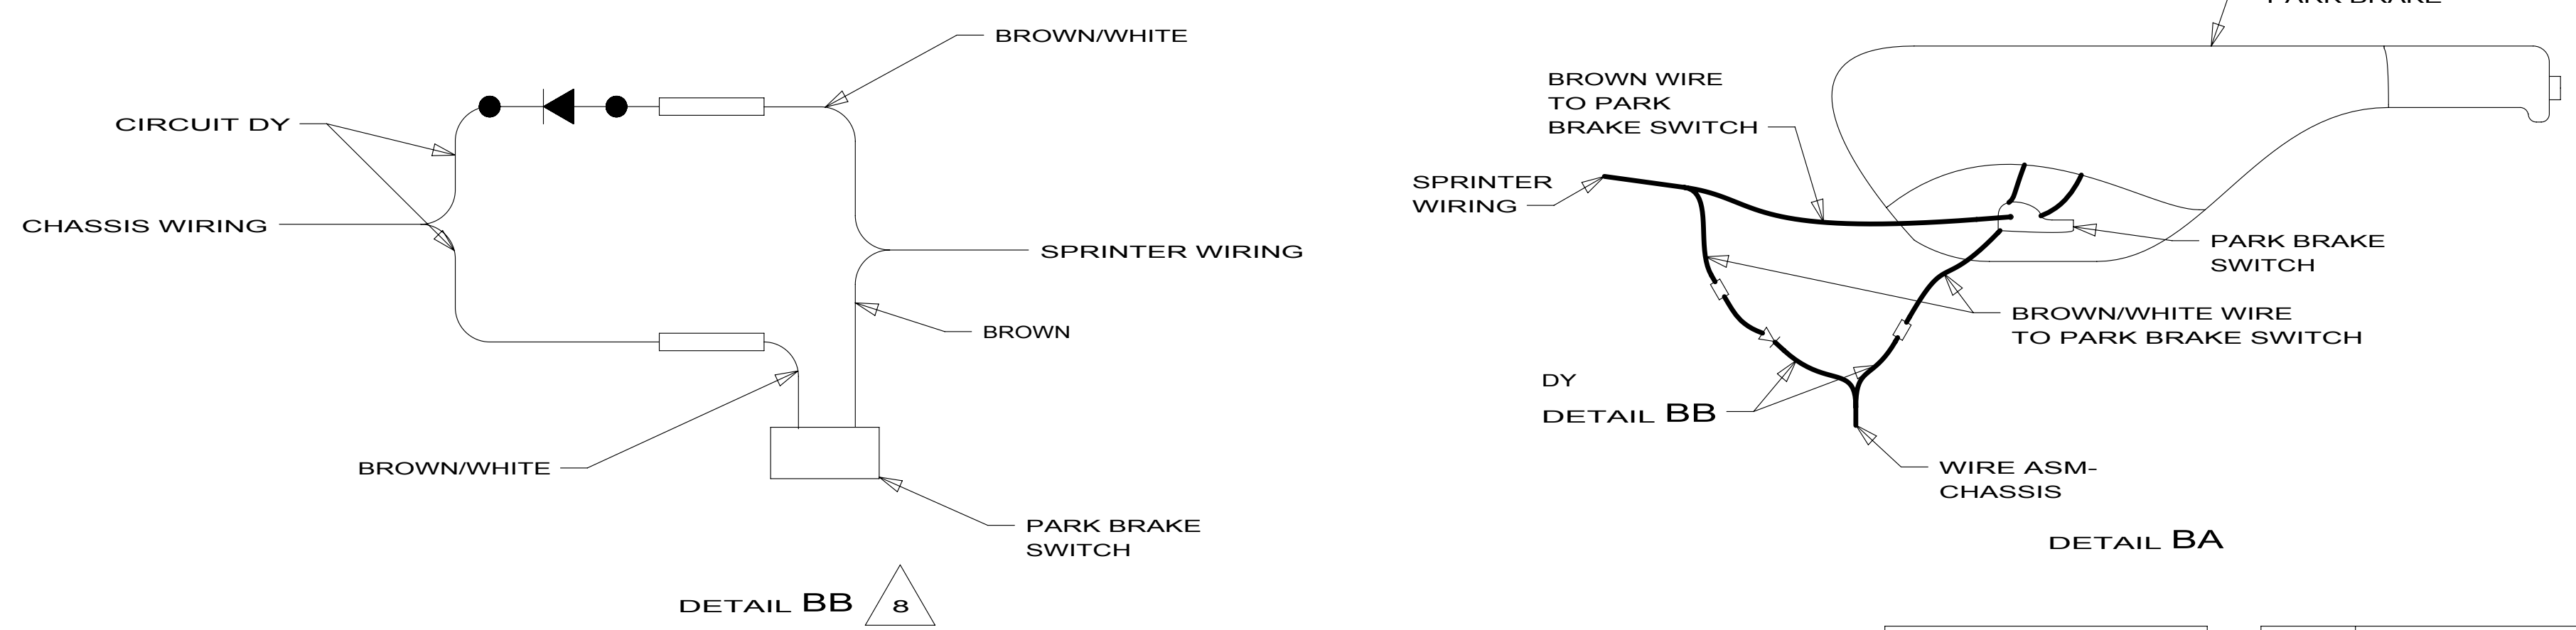 BROWN/WHITE
CIRCUIT DY
CHASSIS WIRING
SPRINTER WIRING
BROWN
BROWN/WHITE
PARK BRAKE
SWITCH
DETAIL BB
8
PARK BRAKE
BROWN WIRE
TO PARK
BRAKE SWITCH
SPRINTER
WIRING
PARK BRAKE
SWITCH
BROWN/WHITE WIRE
TO PARK BRAKE SWITCH
DY
DETAIL BB
WIRE ASM-
CHASSIS
DETAIL BA